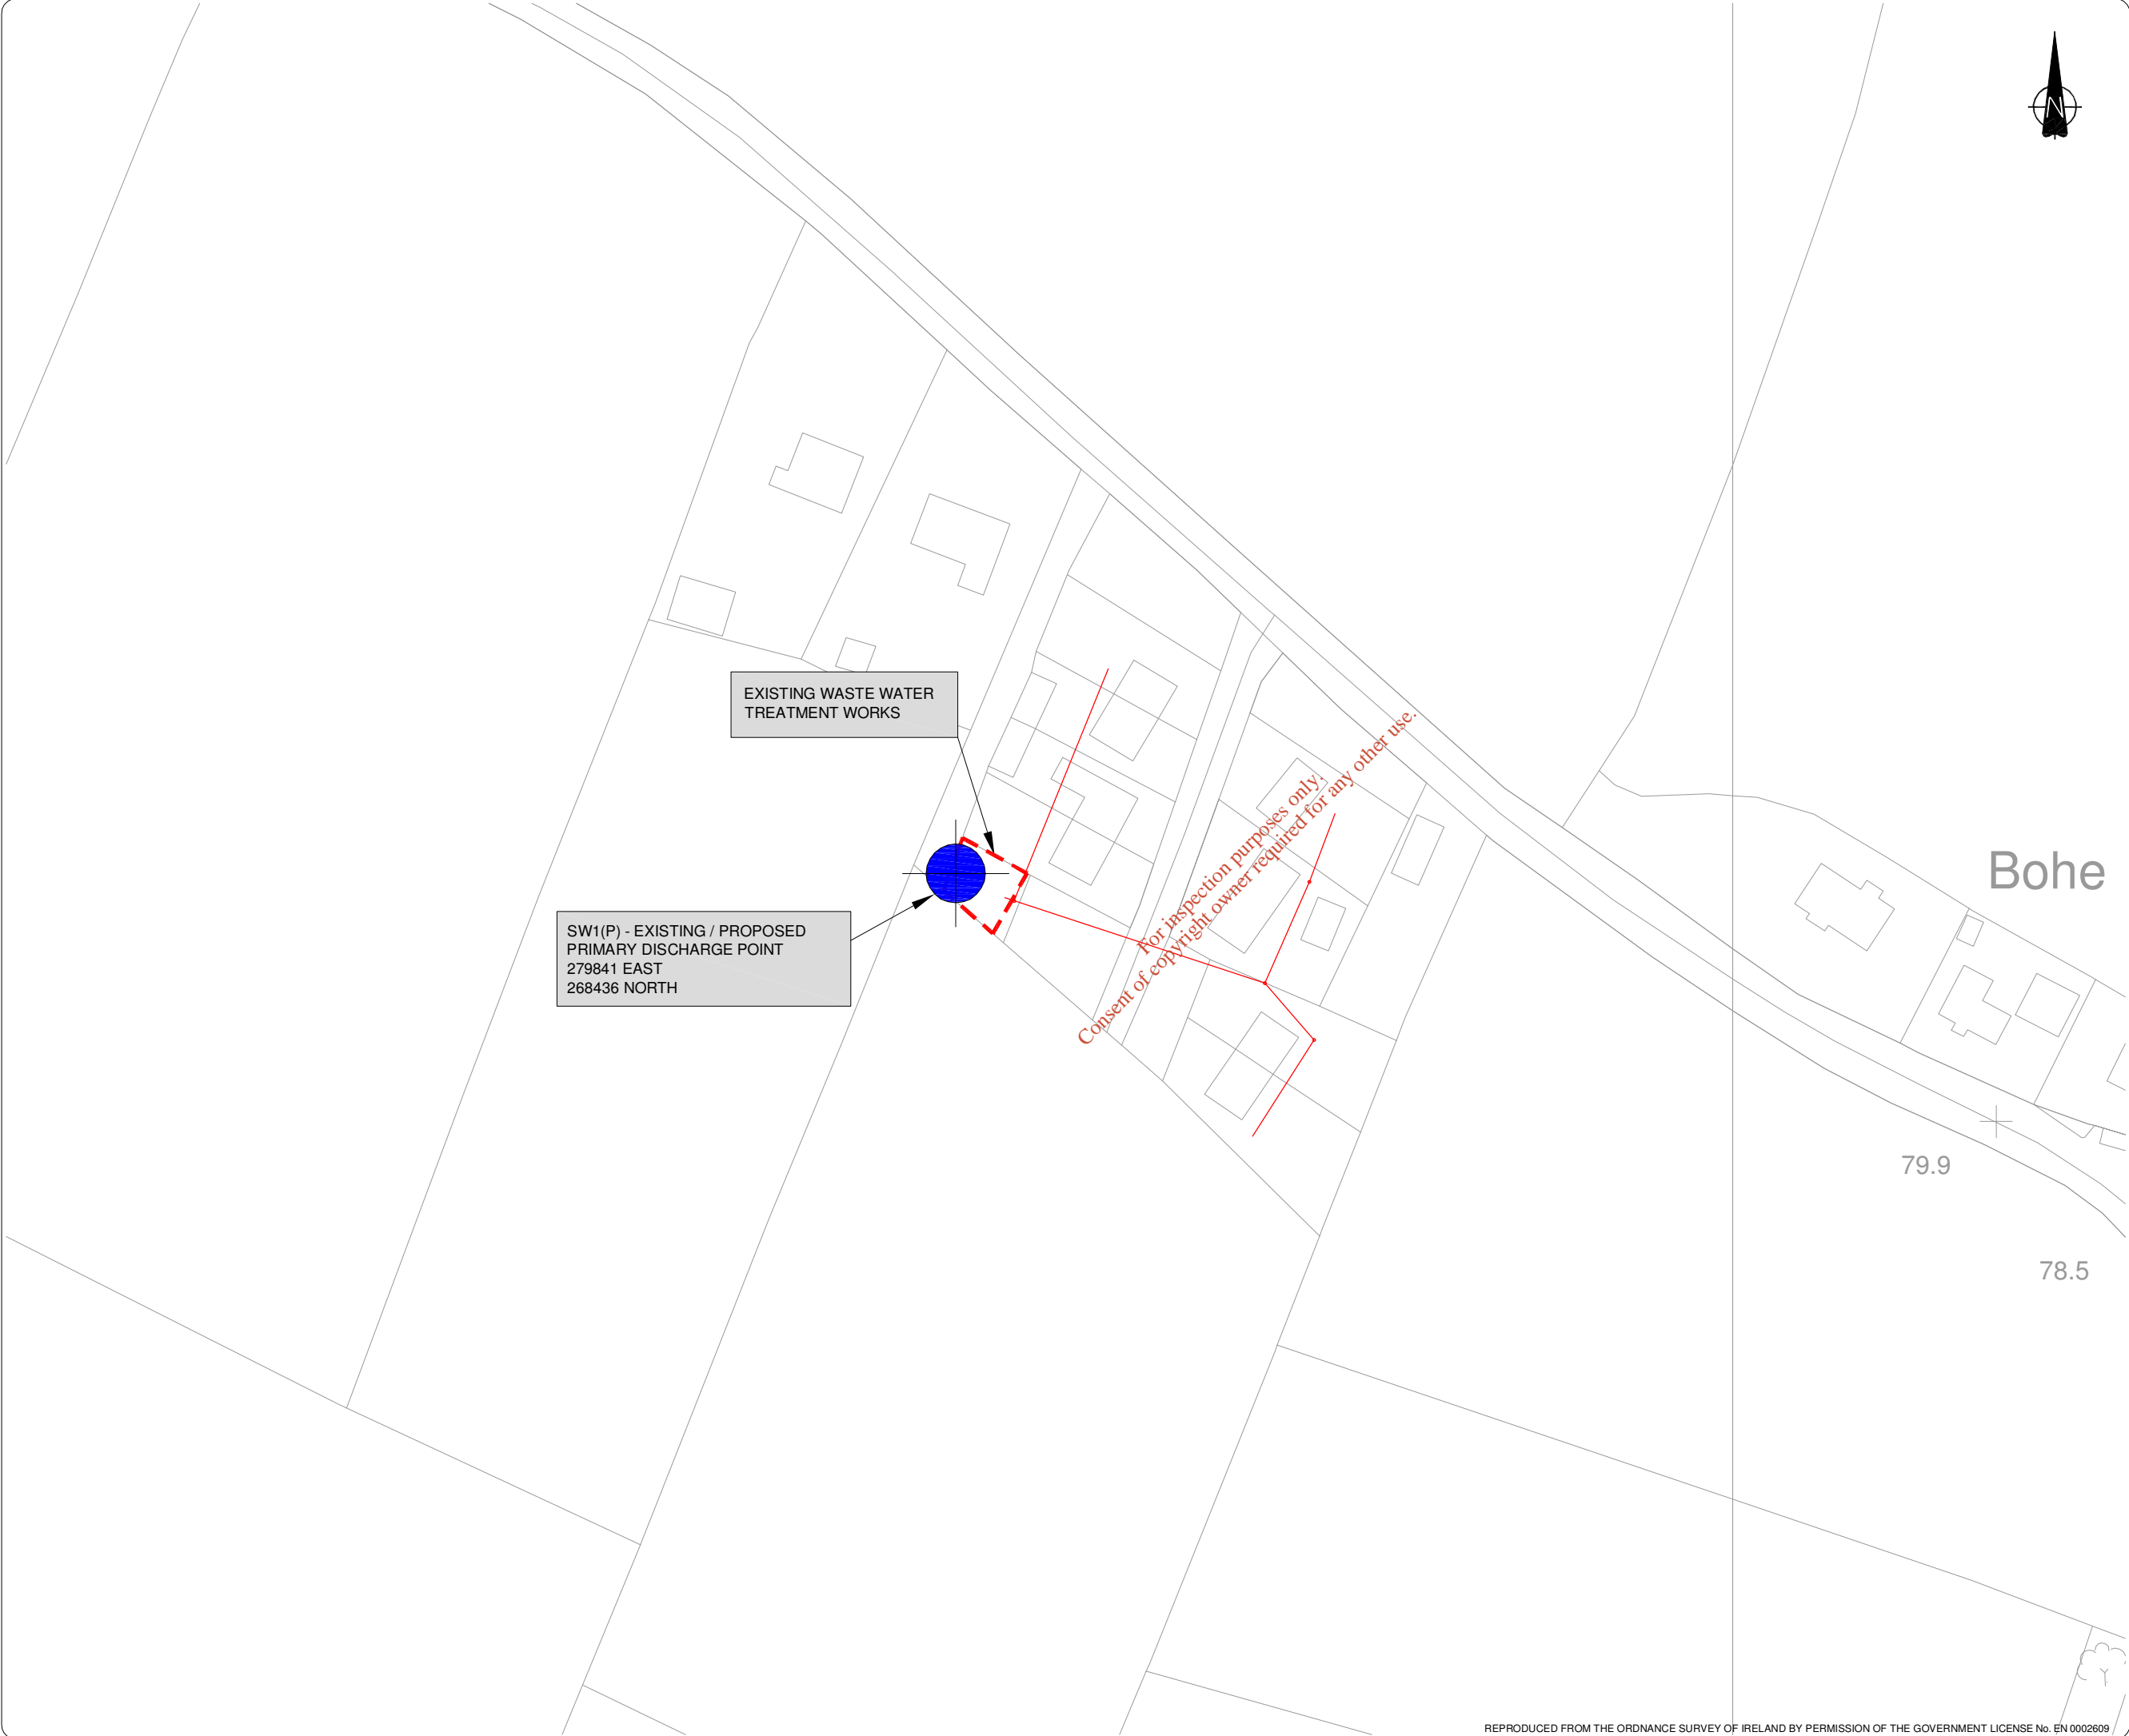 N
EXISTING WASTE WATER
TREATMENT WORKS
For inspection purposes only.
Consent of copyright owner required for any other use.
Bohe
SW1(P) - EXISTING / PROPOSED
PRIMARY DISCHARGE POINT
279841 EAST
268436 NORTH
79.9
78.5
REPRODUCED FROM THE ORDNANCE SURVEY OF IRELAND BY PERMISSION OF THE GOVERNMENT LICENSE No. EN 0002609